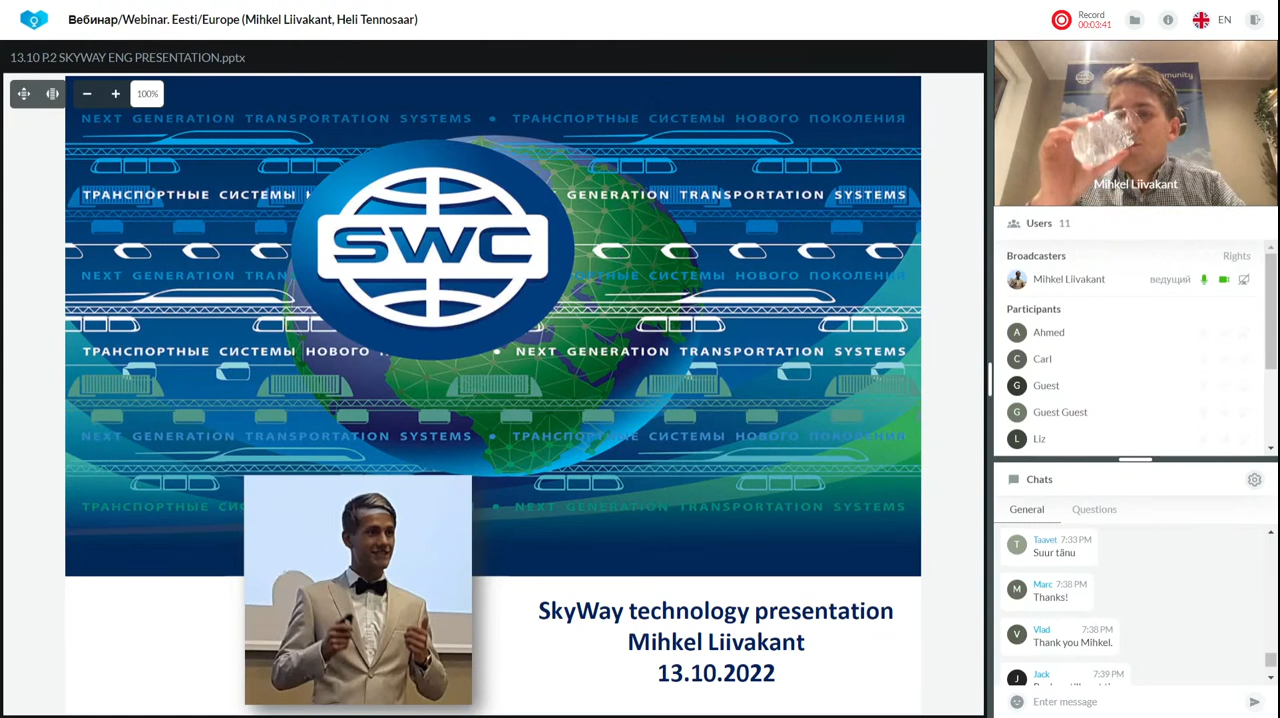 Вебинар/Webinar. Eesti/Europe (Mihkel Liivakant, Heli Tennosaar)
Record
00:03:41
EN
13.10 P.2 SKYWAY ENG PRESENTATION.pptx
100%
NEXT GENERATION TRANSPORTATION SYSTEMS • ТРАНСПОРТНЫЕ СИСТЕМЫ НОВОГО ПОКОЛЕНИЯ
ТРАНСПОРТНЫЕ СИСТЕМЫ
GENERATION TRANSPORTATION SYSTEMS
SWC
NEXT GENERATION
СИСТЕМЫ НОВОГО ПОКОЛЕНИЯ
ТРАНСПОРТНЫЕ СИСТЕМЫ НОВОГО
• NEXT GENERATION TRANSPORTATION SYSTEMS
NEXT GENERATION TRANSPORTATION SYSTEMS • ТРАНСПОРТНЫЕ СИСТЕМЫ НОВОГО ПОКОЛЕНИЯ
ТРАНСПОРТНЫЕ
• NEXT GENERATION TRANSPORTATION SYSTEMS
SkyWay technology presentation
Mihkel Liivakant
13.10.2022
Mihkel Liivakant
Users 11
Broadcasters
Rights
Mihkel Liivakant
ведущий
Participants
A Ahmed
C Carl
G Guest
G Guest Guest
L Liz
Chats
General
Questions
T Taavet 7:33 PM
Suur tänu
M Marc 7:38 PM
Thanks!
V Vlad 7:38 PM
Thank you Mihkel.
J Jack 7:39 PM
Enter message